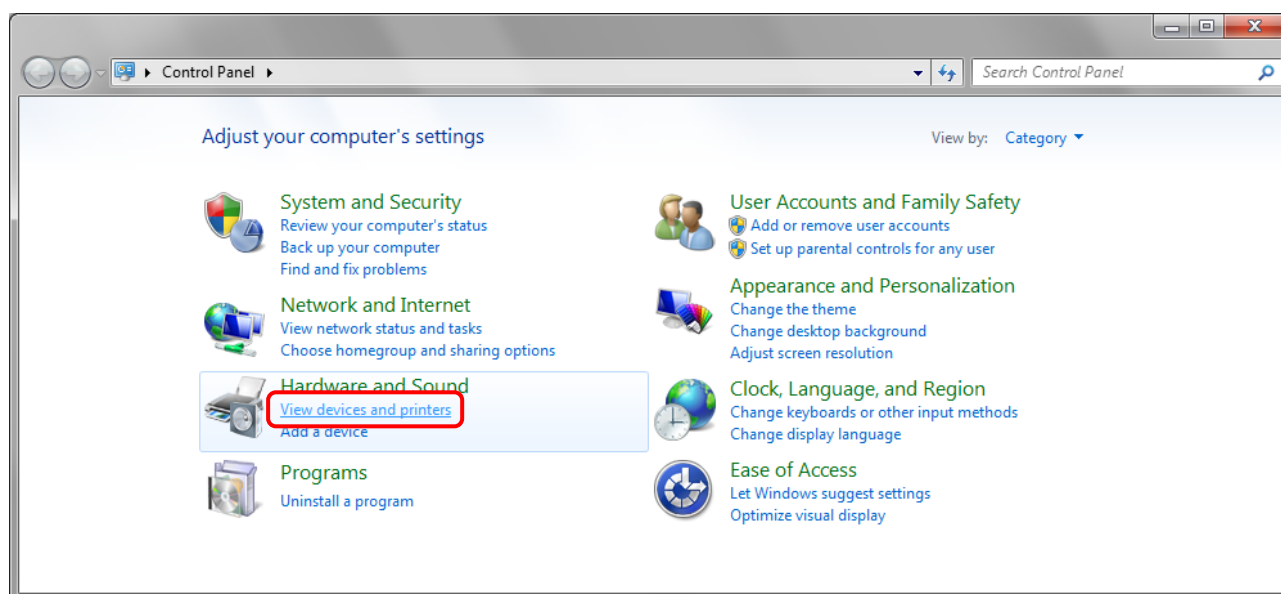 Control Panel
Search Control Panel
Adjust your computer's settings
View by: Category
System and Security
Review your computer's status
Back up your computer
Find and fix problems
Network and Internet
View network status and tasks
Choose homegroup and sharing options
Hardware and Sound
View devices and printers
Add a device
Programs
Uninstall a program
User Accounts and Family Safety
Add or remove user accounts
Set up parental controls for any user
Appearance and Personalization
Change the theme
Change desktop background
Adjust screen resolution
Clock, Language, and Region
Change keyboards or other input methods
Change display language
Ease of Access
Let Windows suggest settings
Optimize visual display